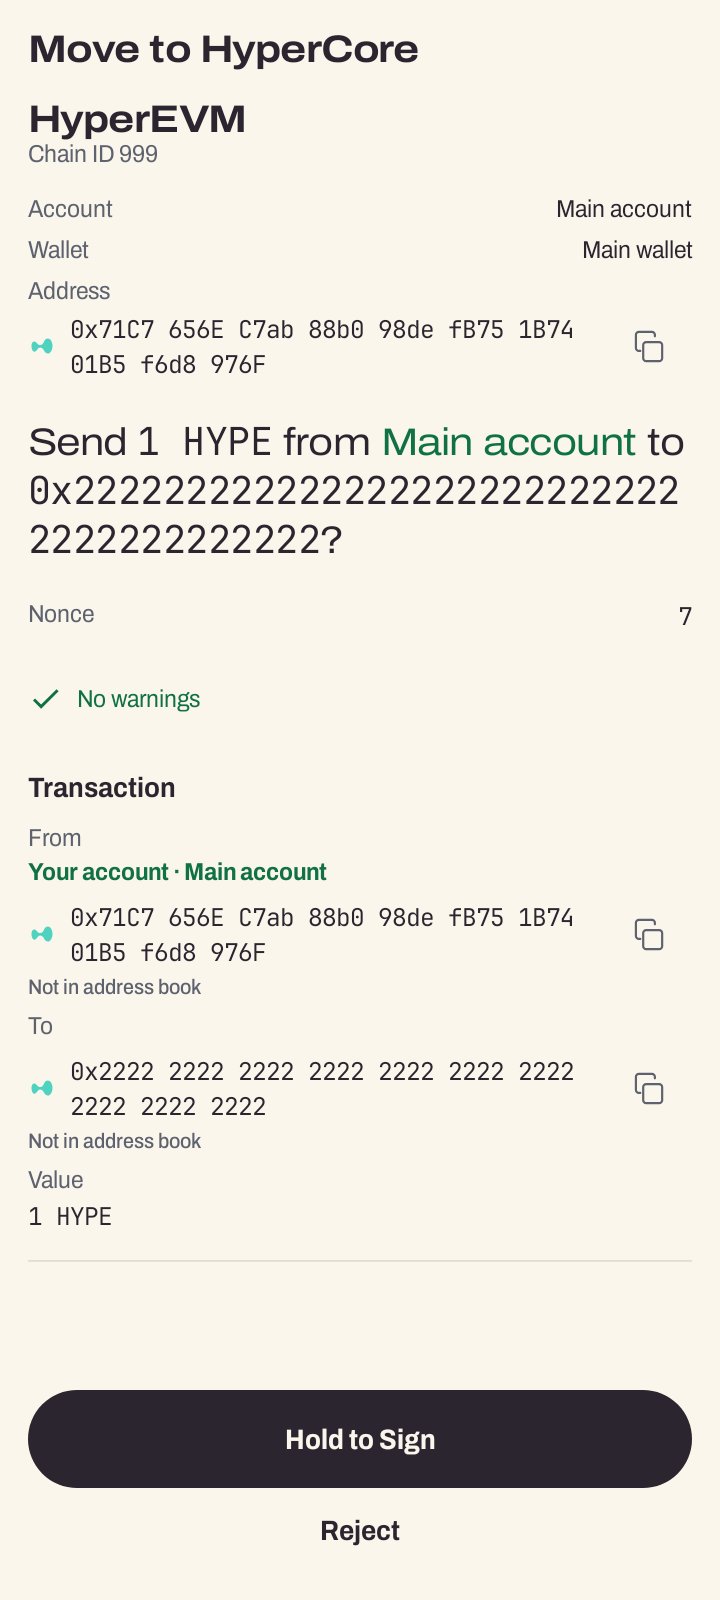 Move to HyperCore
HyperEVM
Chain ID 999
Account Main account
Wallet Main wallet
Address
0x71C7 656E C7ab 88b0 98de fB75 1B74
01B5 f6d8 976F
Send 1 HYPE from Main account to
0x222222222222222222222222222
2222222222222?
Nonce 7
No warnings
Transaction
From
Your account · Main account
0x71C7 656E C7ab 88b0 98de fB75 1B74
01B5 f6d8 976F
Not in address book
To
0x2222 2222 2222 2222 2222 2222 2222
2222 2222 2222
Not in address book
Value
1 HYPE
Hold to Sign
Reject